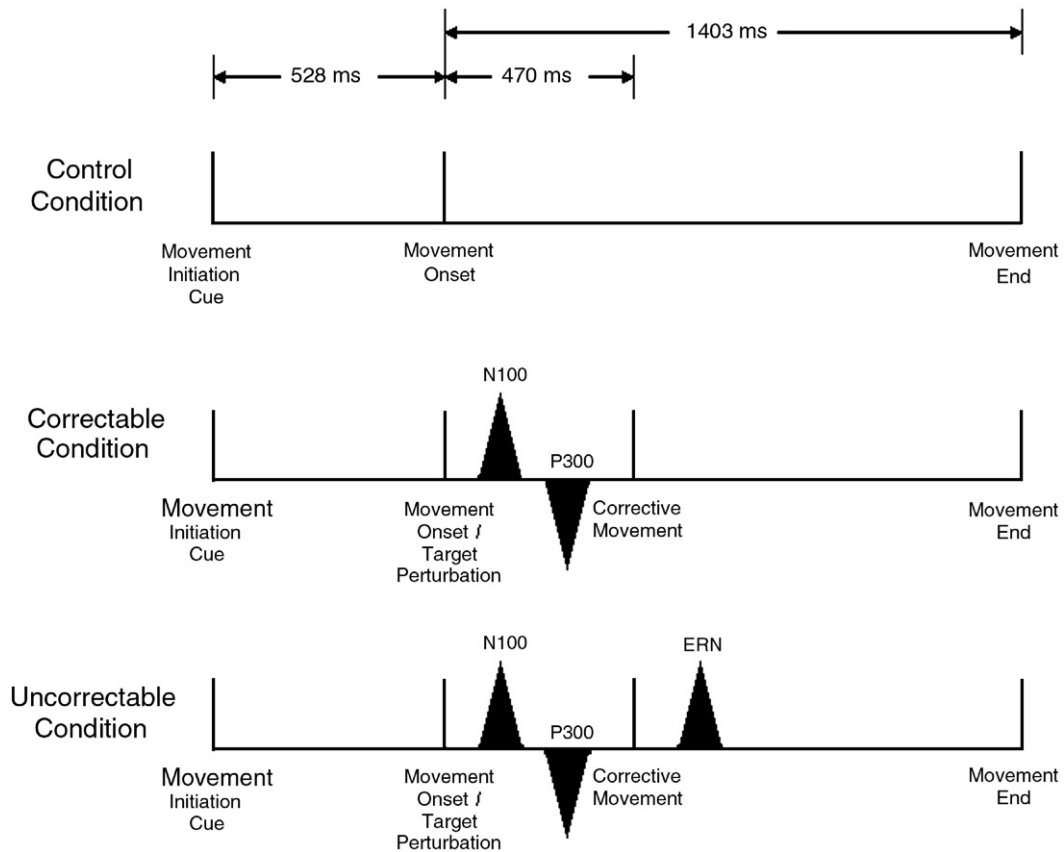 1403 ms
528 ms
470 ms
Control
Condition
Movement
Initiation
Cue
Movement
Onset
Movement
End
N100
Correctable
Condition
P300
Movement
Initiation
Cue
Movement
Onset /
Target
Perturbation
Corrective
Movement
Movement
End
N100
ERN
Uncorrectable
Condition
P300
Movement
Initiation
Cue
Movement
Onset /
Target
Perturbation
Corrective
Movement
Movement
End